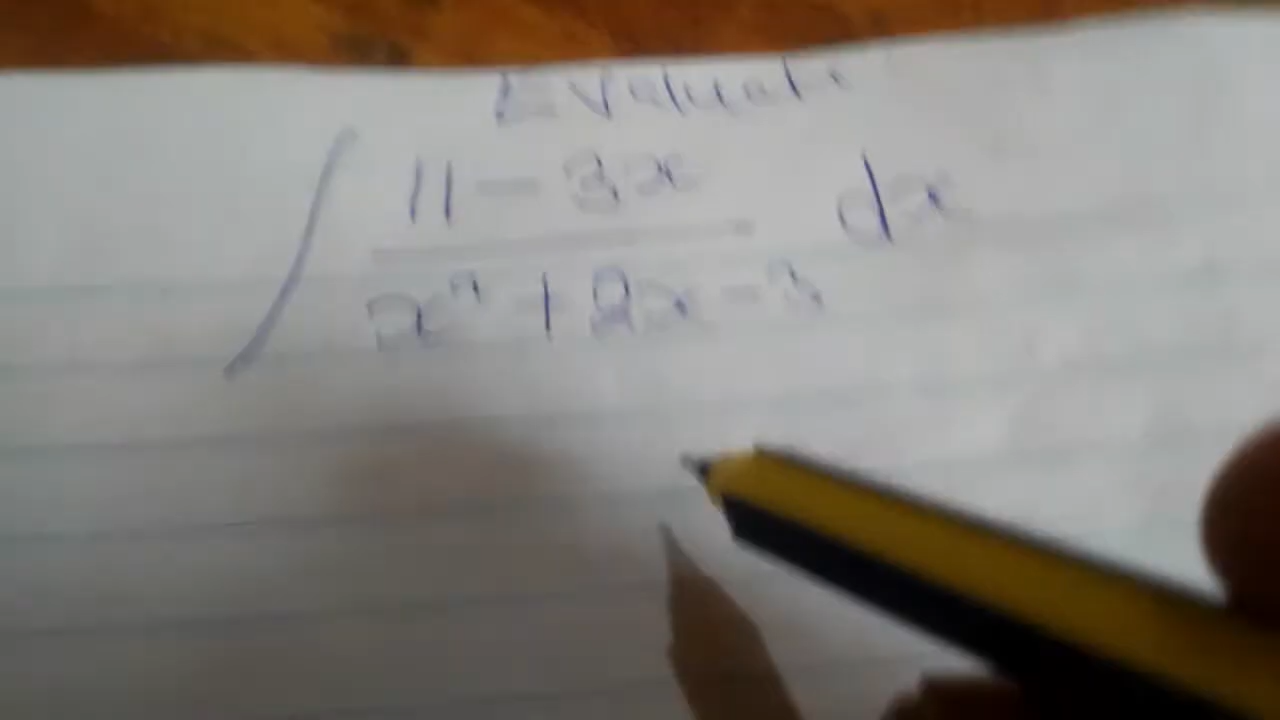 Evaluate
∫ 11 - 3x / x² + 2x - 3 dx